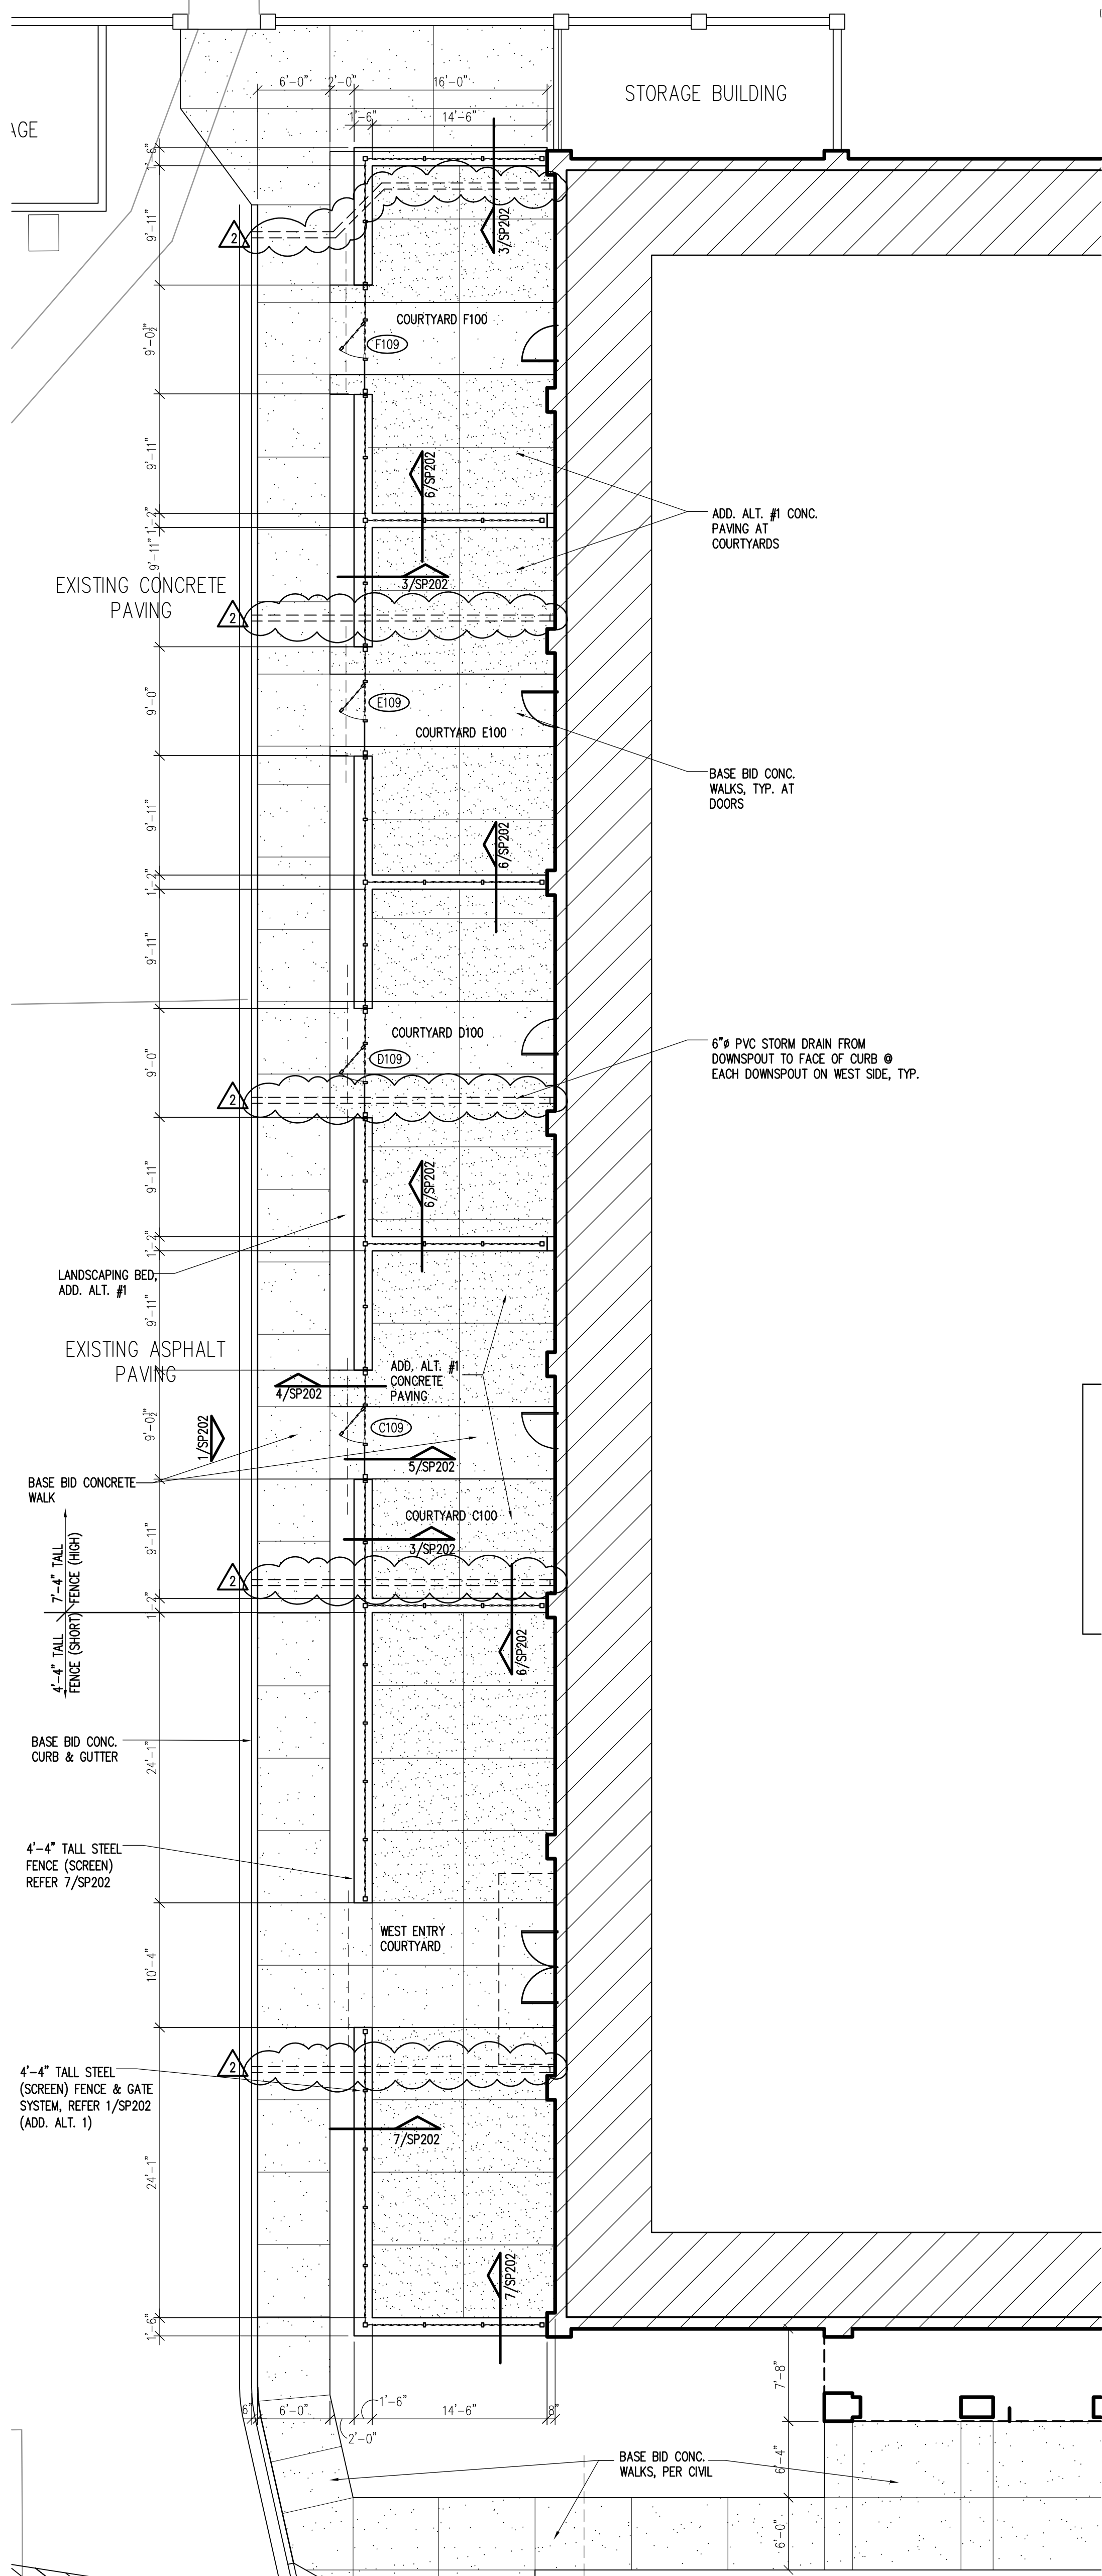 6'-0"
2'-0"
16'-0"
STORAGE BUILDING
1'-6"
14'-6"
AGE
1'-6"
9'-11"
2
3/SP202
COURTYARD F100
F109
9'-0½"
9'-11"
6/SP202
ADD. ALT. #1 CONC.
PAVING AT
COURTYARDS
1'-2"
9'-11"
EXISTING CONCRETE
PAVING
3/SP202
2
9'-0"
E109
COURTYARD E100
BASE BID CONC.
WALKS, TYP. AT
DOORS
9'-11"
6/SP202
1'-2"
9'-11"
COURTYARD D100
D109
9'-0"
6"ø PVC STORM DRAIN FROM
DOWNSPOUT TO FACE OF CURB @
EACH DOWNSPOUT ON WEST SIDE, TYP.
2
9'-11"
6/SP202
1'-2"
LANDSCAPING BED,
ADD. ALT. #1
9'-11"
EXISTING ASPHALT
PAVING
ADD. ALT. #1
CONCRETE
PAVING
4/SP202
C109
9'-0½"
1/SP202
5/SP202
BASE BID CONCRETE
WALK
COURTYARD C100
9'-11"
3/SP202
7'-4" TALL
FENCE (HIGH)
2
1'-2"
4'-4" TALL
FENCE (SHORT)
6/SP202
BASE BID CONC.
CURB & GUTTER
24'-1"
4'-4" TALL STEEL
FENCE (SCREEN)
REFER 7/SP202
WEST ENTRY
COURTYARD
10'-4"
2
4'-4" TALL STEEL
(SCREEN) FENCE & GATE
SYSTEM, REFER 1/SP202
(ADD. ALT. 1)
7/SP202
24'-1"
7/SP202
1'-6"
7'-8"
6"
6'-0"
2'-0"
1'-6"
14'-6"
8"
6'-4"
BASE BID CONC.
WALKS, PER CIVIL
6'-0"